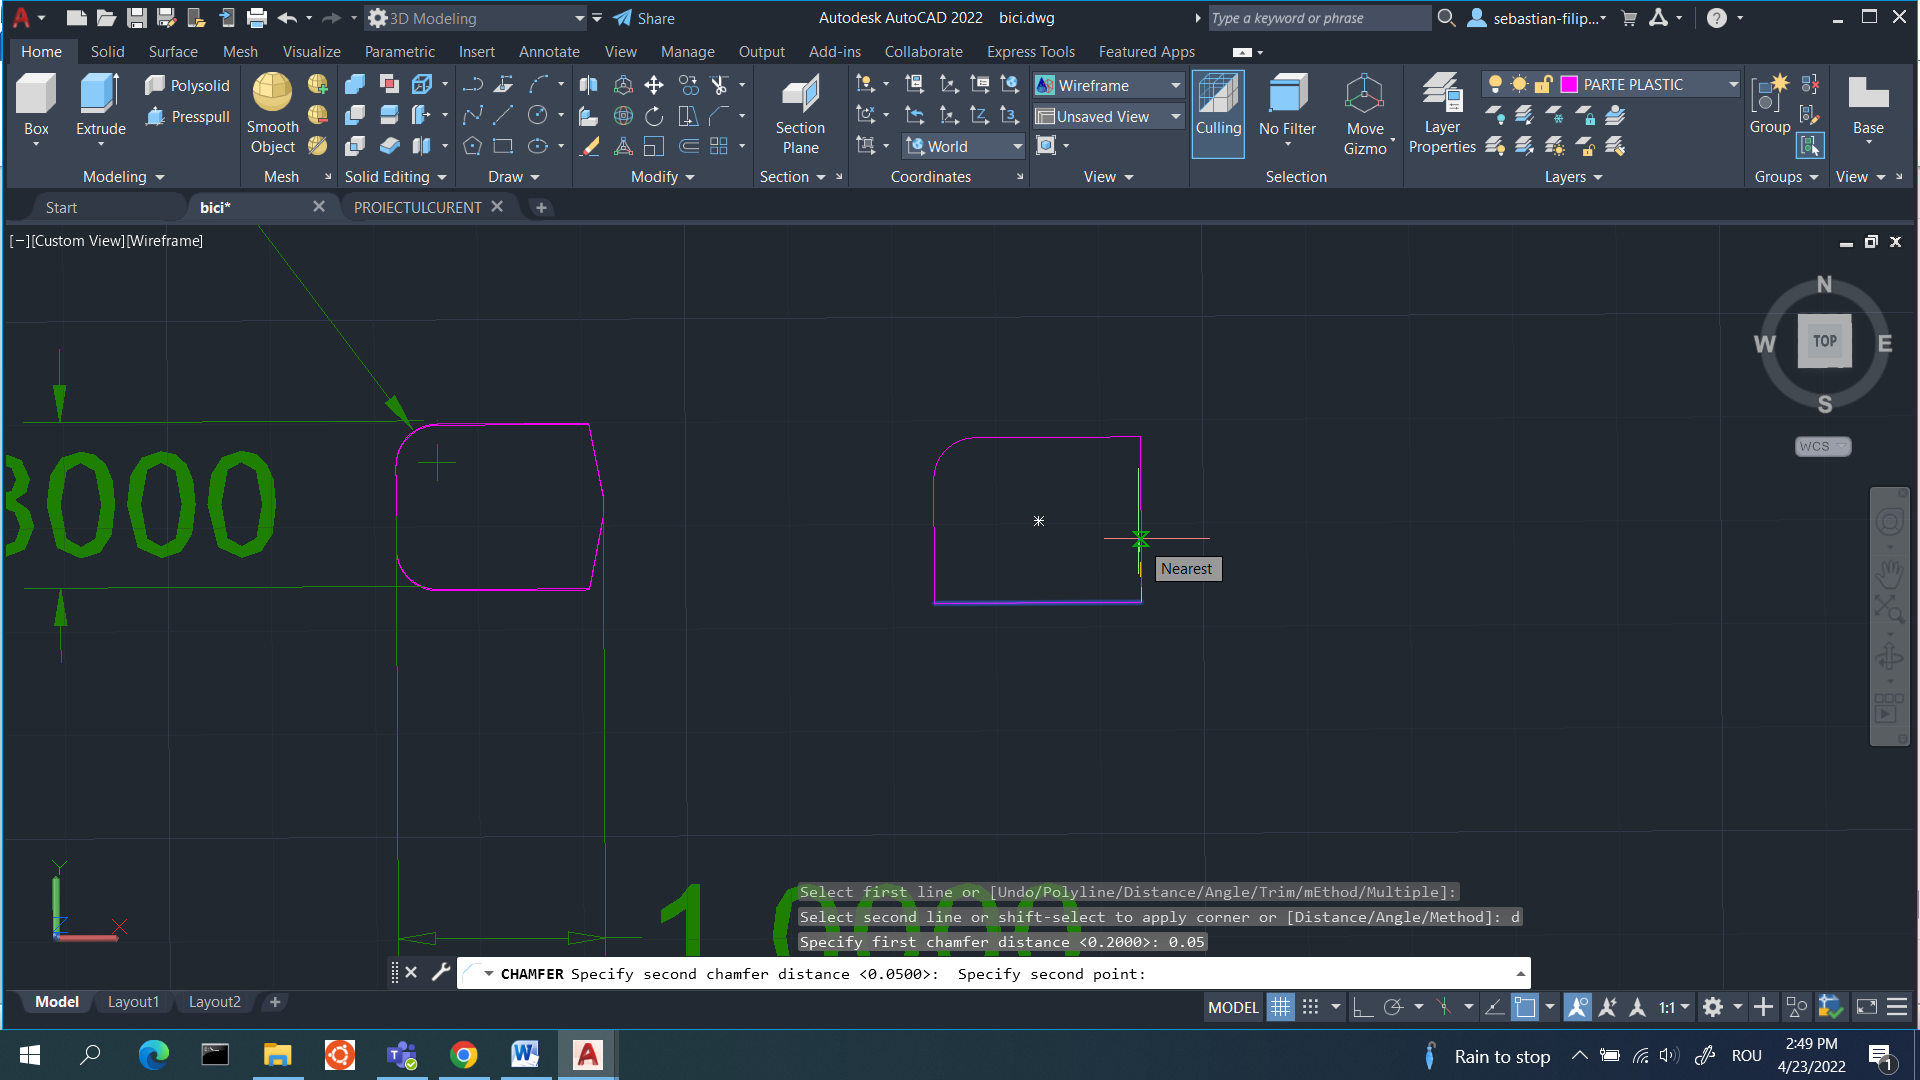 3D Modeling
Share
Autodesk AutoCAD 2022 bici.dwg
Type a keyword or phrase
sebastian-filip...
Home Solid Surface Mesh Visualize Parametric Insert Annotate View Manage Output Add-ins Collaborate Express Tools Featured Apps
Box
Extrude
Polysolid
Presspull
Smooth
Object
Section
Plane
World
Wireframe
Unsaved View
Culling
No Filter
Move
Gizmo
Layer
Properties
PARTE PLASTIC
Group
Base
Modeling Mesh Solid Editing Draw Modify Section Coordinates View Selection Layers Groups View
Start bici* PROIECTULCURENT
[−][Custom View][Wireframe]
N
W TOP E
S
WCS
3000
Nearest
Y
Z
X
10000
Select first line or [Undo/Polyline/Distance/Angle/Trim/mEthod/Multiple]:
Select second line or shift-select to apply corner or [Distance/Angle/Method]: d
Specify first chamfer distance <0.2000>: 0.05
CHAMFER Specify second chamfer distance <0.0500>: Specify second point:
Model Layout1 Layout2
MODEL
1:1
Rain to stop
ROU
2:49 PM
4/23/2022
1